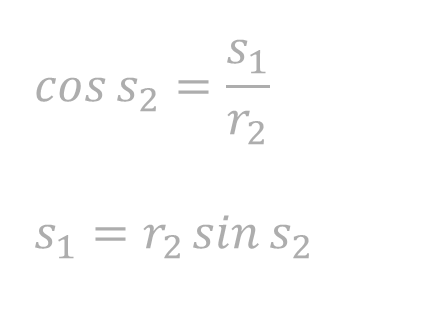 cos s₂ = s₁/r₂
s₁ = r₂ sin s₂